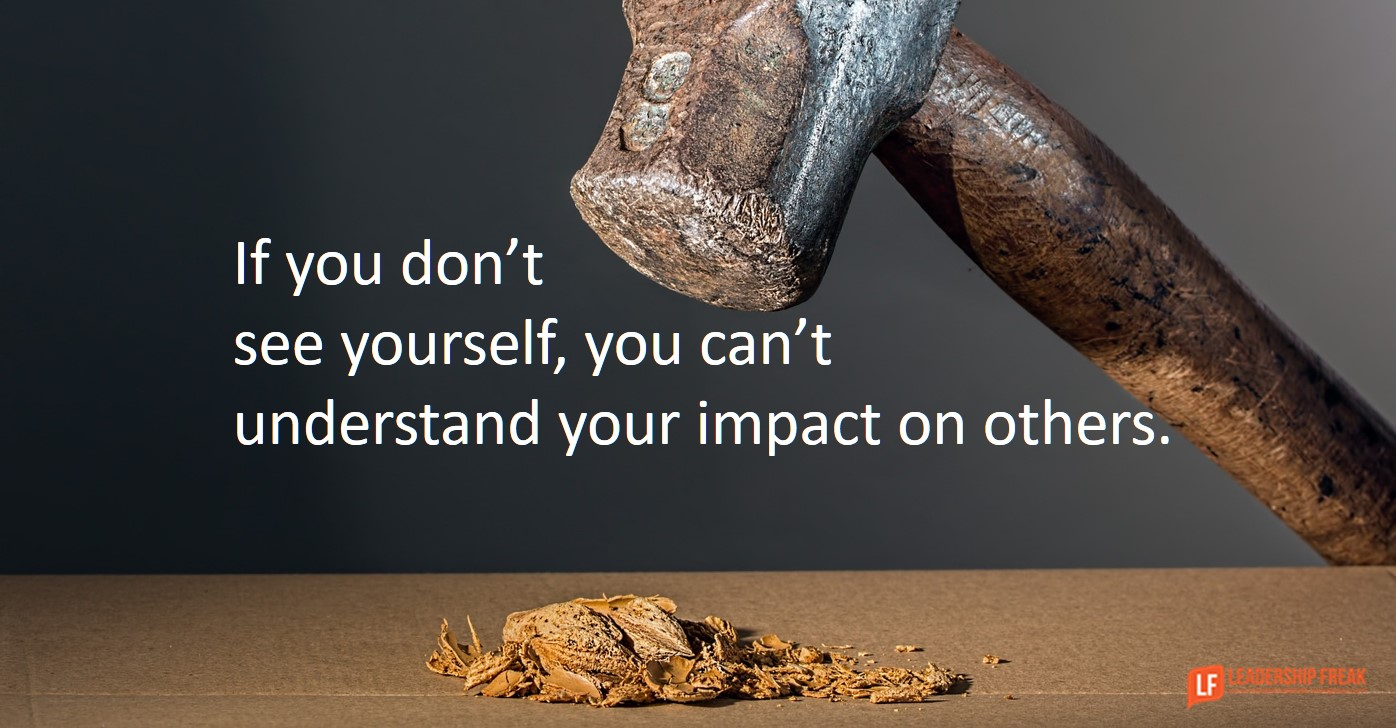 If you don’t
see yourself, you can’t
understand your impact on others.
LF LEADERSHIP FREAK